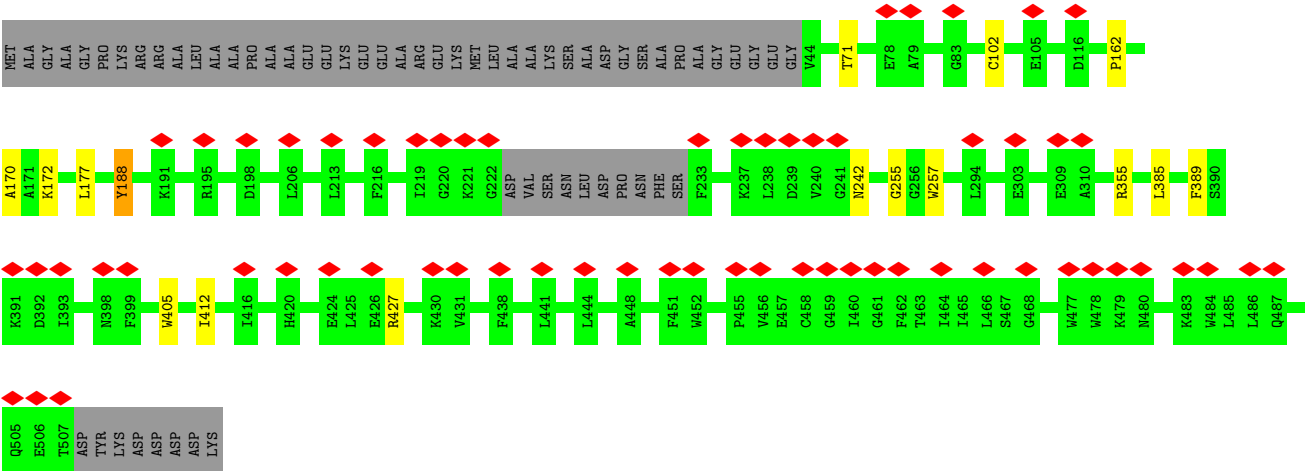 MET ALA GLY ALA ALA GLY PRO LYS ARG ARG ALA LEU ALA ALA PRO ALA ALA GLU GLU LYS GLU GLU ALA ARG GLU LYS MET LEU ALA ALA LYS SER ALA ASP GLY SER ALA PRO ALA GLY GLU GLY GLU GLY V44 T71 E78 A79 G83 C102 E105 D116 P162
A170 A171 K172 L177 Y188 K191 R195 D198 L206 L213 F216 I219 G220 K221 G222 ASP VAL SER ASN LEU ASP PRO ASN PHE SER F233 K237 L238 D239 V240 G241 N242 G255 G256 W257 L294 E303 E309 A310 R355 L385 F389 S390
K391 D392 I393 N398 F399 W405 I412 I416 H420 E424 L425 E426 R427 K430 V431 F438 L441 L444 A448 F451 W452 P455 V456 E457 C458 G459 I460 G461 F462 T463 I464 I465 L466 S467 G468 W477 W478 K479 N480 K483 W484 L485 L486 Q487
Q505 E506 T507 ASP TYR LYS ASP ASP ASP ASP LYS